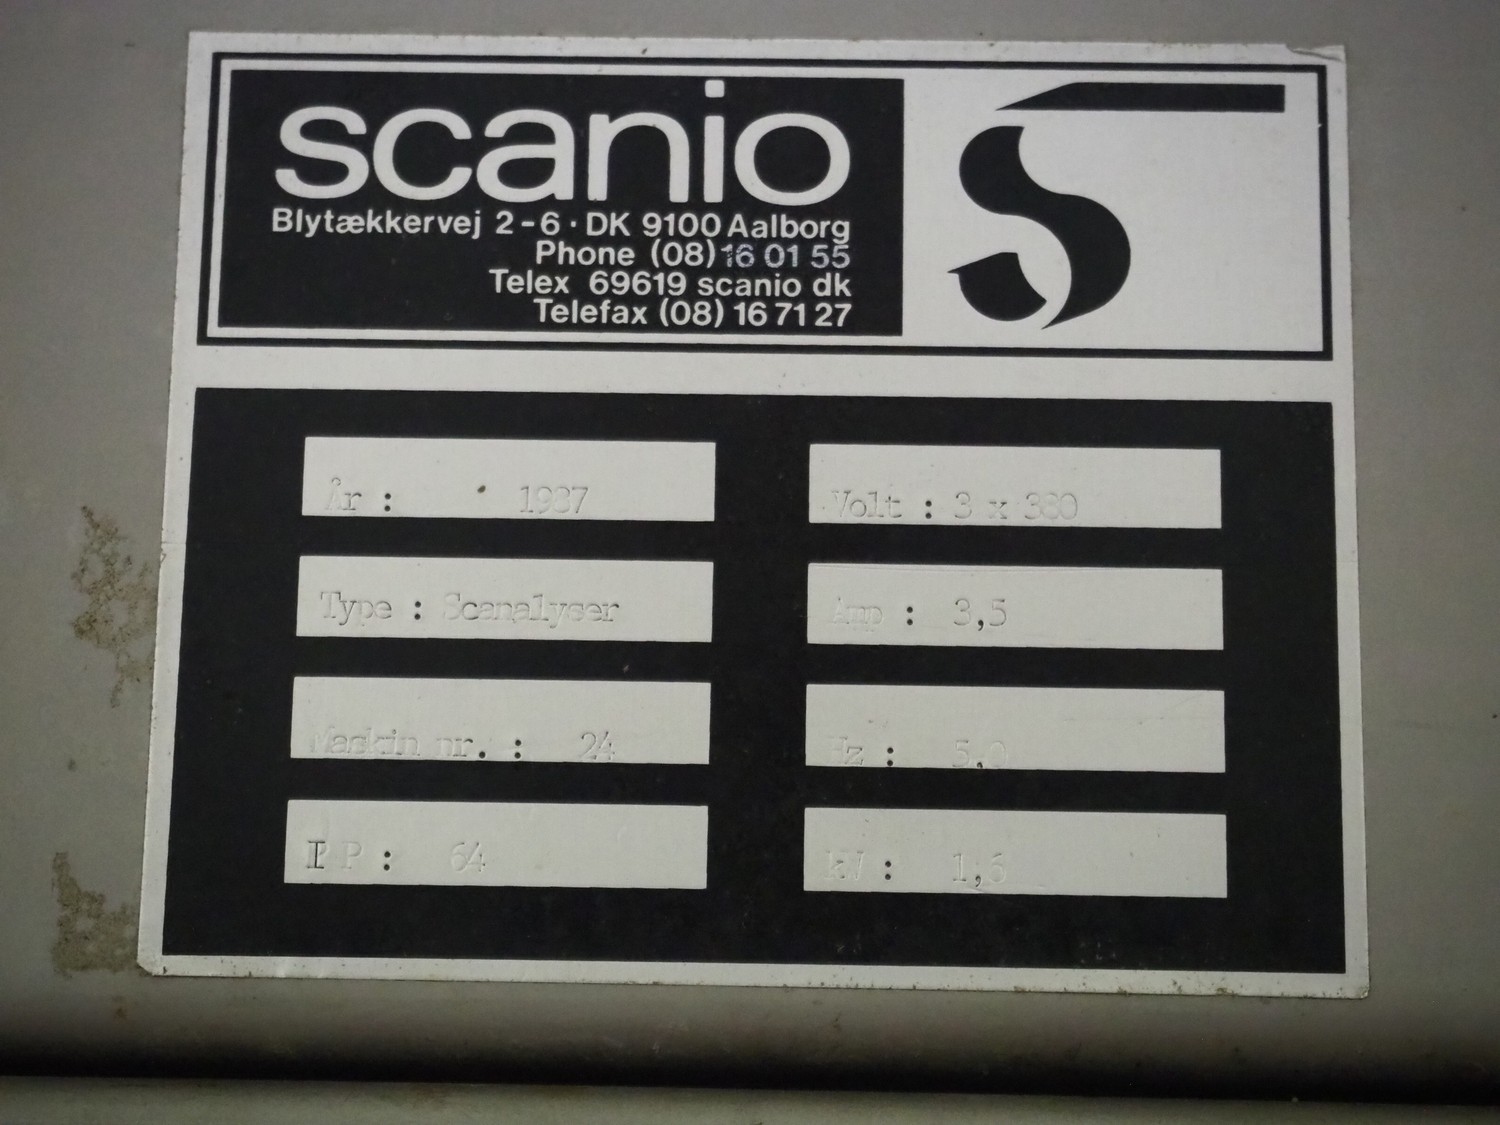 scanio
Blytækkervej 2-6 · DK 9100 Aalborg
Phone (08) 16 01 55
Telex 69619 scanio dk
Telefax (08) 16 71 27
År : 1987
Volt : 3 x 380
Type : Scanalyser
Amp : 3,5
Maskin nr. : 24
Hz : 5.0
P : 64
kW : 1,6